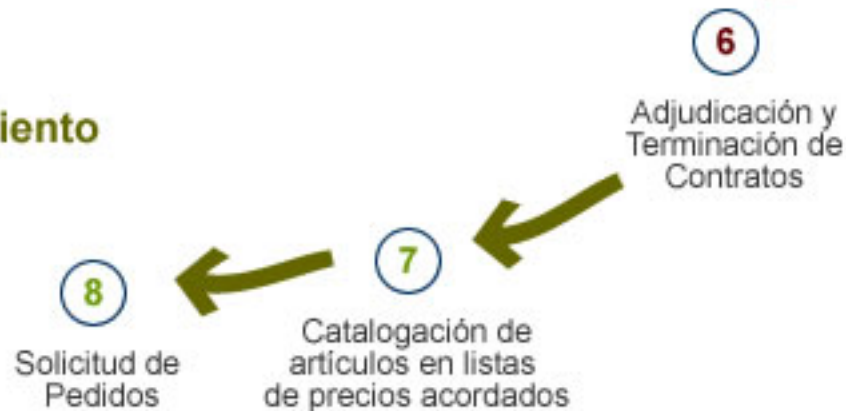 6
Adjudicación y
Terminación de
Contratos
iento
7
Catalogación de
artículos en listas
de precios acordados
8
Solicitud de
Pedidos